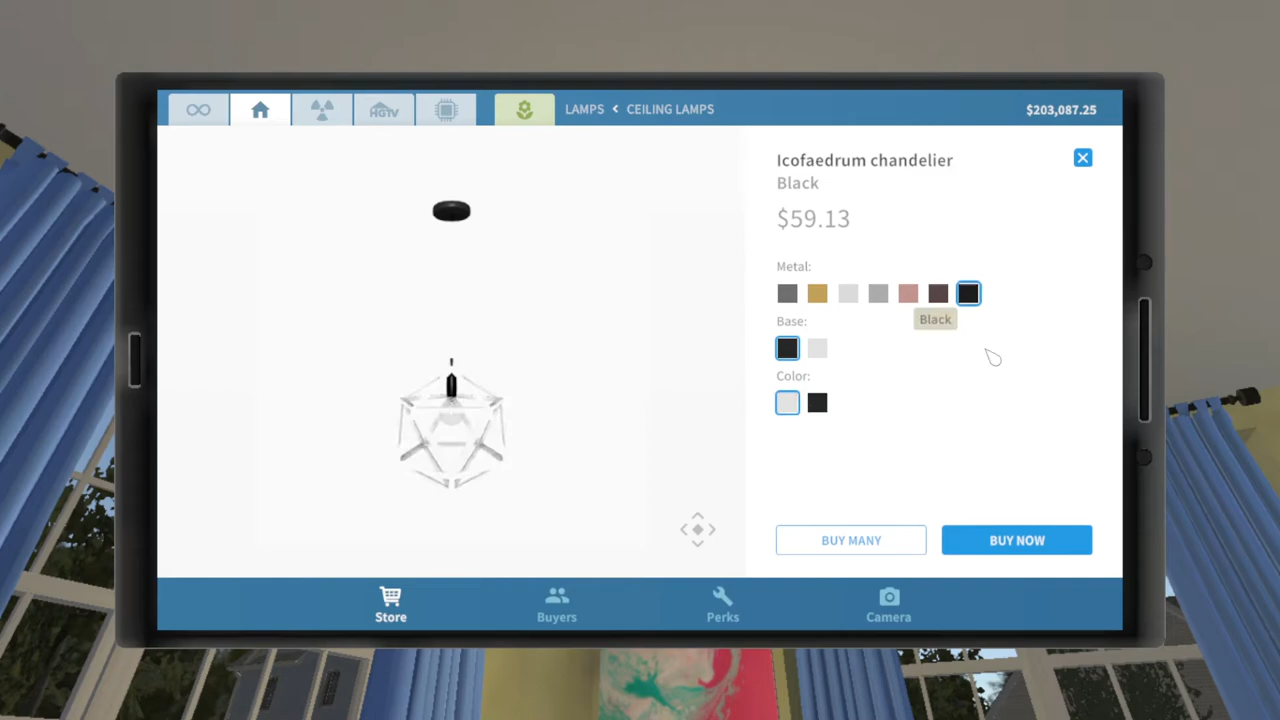 HGTV
LAMPS < CEILING LAMPS
$203,087.25
Icofaedrum chandelier
Black
$59.13
Metal:
Black
Base:
Color:
BUY MANY
BUY NOW
Store
Buyers
Perks
Camera